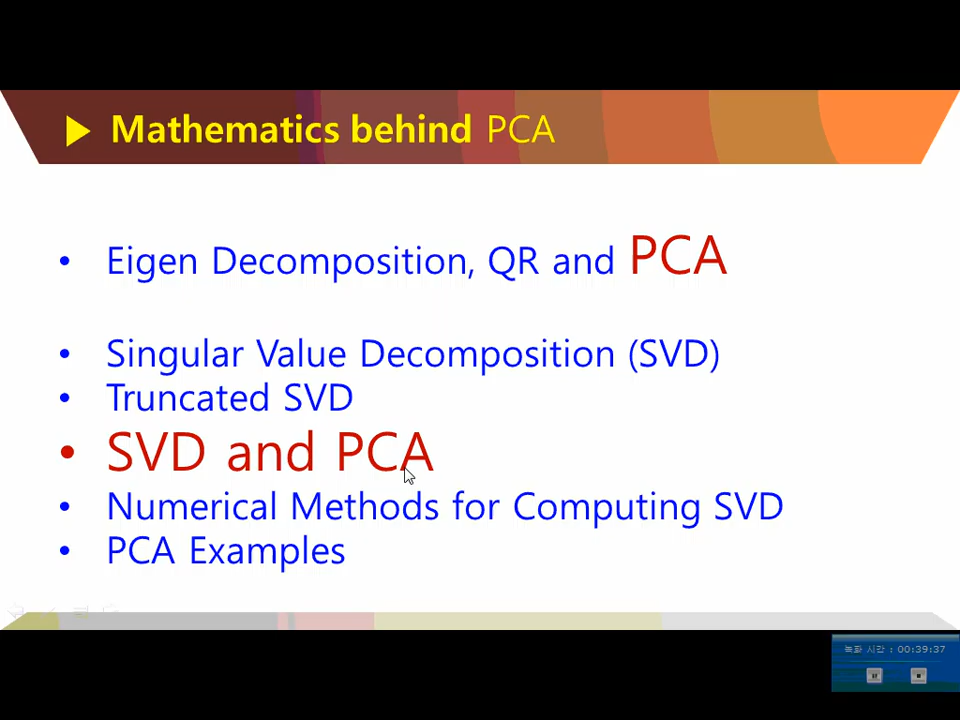 Mathematics behind PCA
• Eigen Decomposition, QR and PCA
• Singular Value Decomposition (SVD)
• Truncated SVD
• SVD and PCA
• Numerical Methods for Computing SVD
• PCA Examples
녹화 시간 : 00:39:37